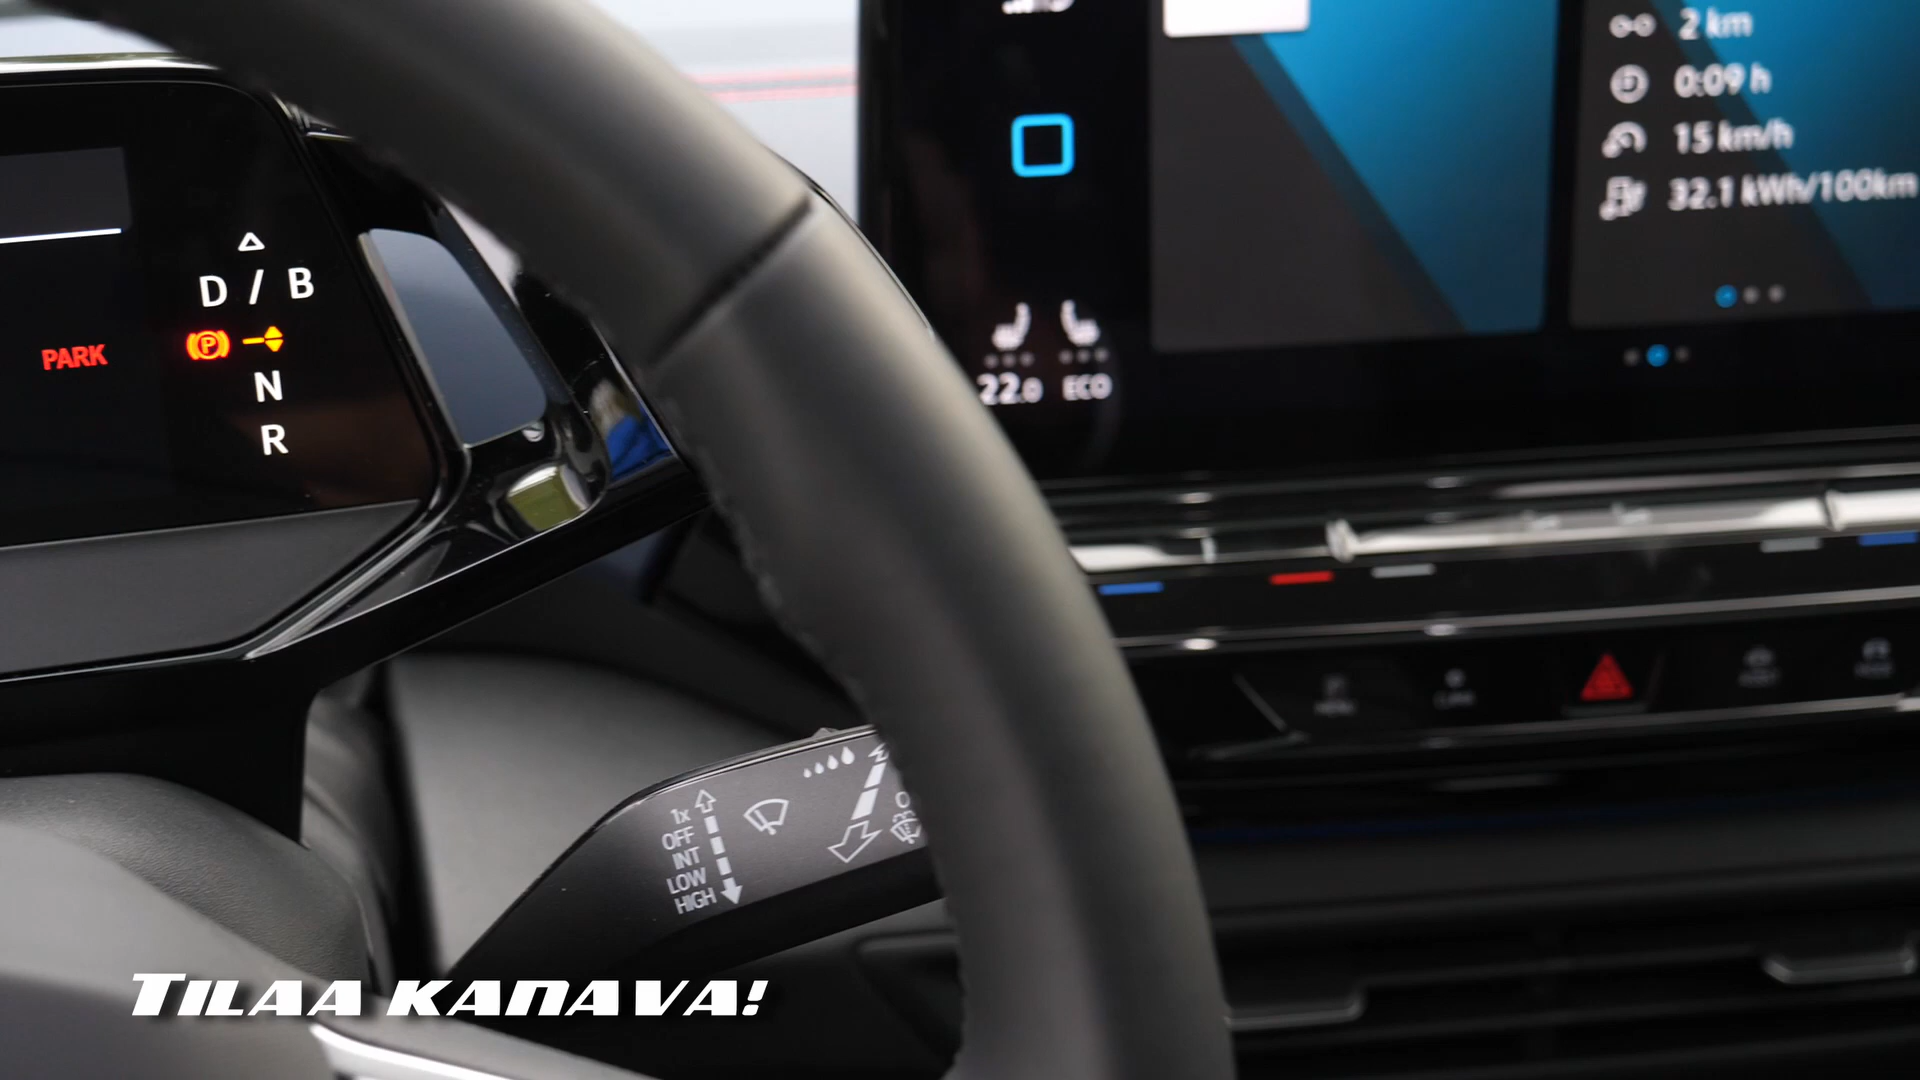 2 km
0:09 h
15 km/h
32.1 kWh/100km
D / B
PARK
N
R
22.0 ECO
1x
OFF
INT
LOW
HIGH
TILAA KANAVA!